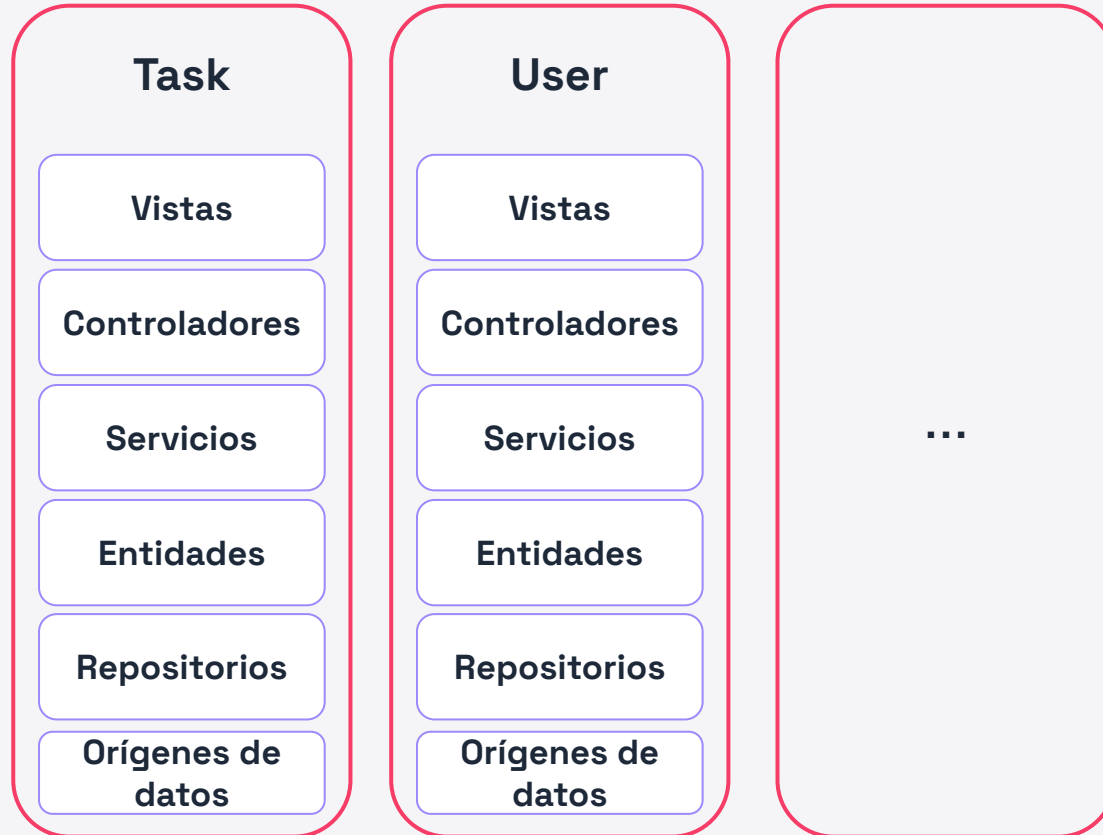 Task
Vistas
Controladores
Servicios
Entidades
Repositorios
Orígenes de
datos
User
Vistas
Controladores
Servicios
Entidades
Repositorios
Orígenes de
datos
...